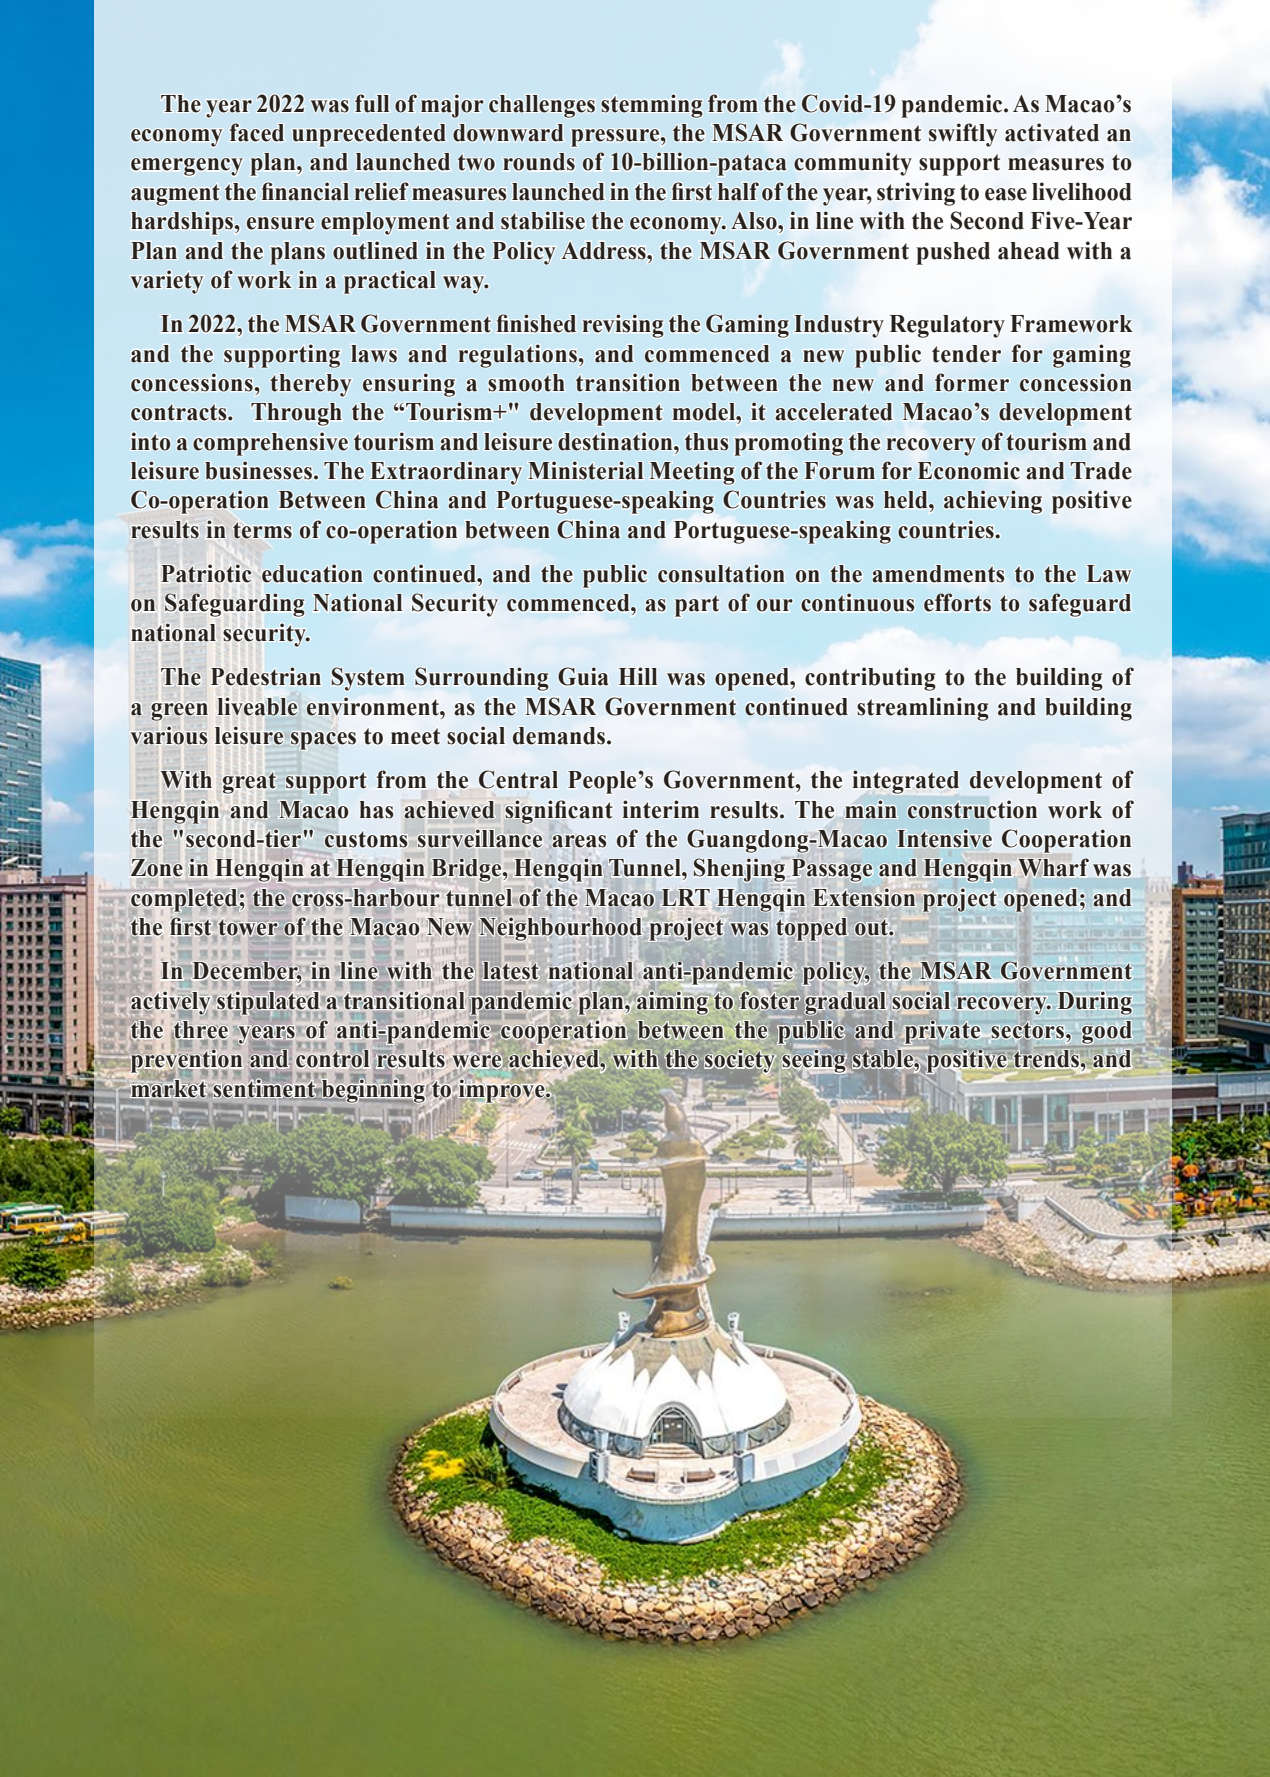 The year 2022 was full of major challenges stemming from the Covid-19 pandemic. As Macao’s
economy faced unprecedented downward pressure, the MSAR Government swiftly activated an
emergency plan, and launched two rounds of 10-billion-pataca community support measures to
augment the financial relief measures launched in the first half of the year, striving to ease livelihood
hardships, ensure employment and stabilise the economy. Also, in line with the Second Five-Year
Plan and the plans outlined in the Policy Address, the MSAR Government pushed ahead with a
variety of work in a practical way.
In 2022, the MSAR Government finished revising the Gaming Industry Regulatory Framework
and the supporting laws and regulations, and commenced a new public tender for gaming
concessions, thereby ensuring a smooth transition between the new and former concession
contracts.  Through the “Tourism+" development model, it accelerated Macao’s development
into a comprehensive tourism and leisure destination, thus promoting the recovery of tourism and
leisure businesses. The Extraordinary Ministerial Meeting of the Forum for Economic and Trade
Co-operation Between China and Portuguese-speaking Countries was held, achieving positive
results in terms of co-operation between China and Portuguese-speaking countries.
Patriotic education continued, and the public consultation on the amendments to the Law
on Safeguarding National Security commenced, as part of our continuous efforts to safeguard
national security.
The Pedestrian System Surrounding Guia Hill was opened, contributing to the building of
a green liveable environment, as the MSAR Government continued streamlining and building
various leisure spaces to meet social demands.
With great support from the Central People’s Government, the integrated development of
Hengqin and Macao has achieved significant interim results. The main construction work of
the "second-tier" customs surveillance areas of the Guangdong-Macao Intensive Cooperation
Zone in Hengqin at Hengqin Bridge, Hengqin Tunnel, Shenjing Passage and Hengqin Wharf was
completed; the cross-harbour tunnel of the Macao LRT Hengqin Extension project opened; and
the first tower of the Macao New Neighbourhood project was topped out.
In December, in line with the latest national anti-pandemic policy, the MSAR Government
actively stipulated a transitional pandemic plan, aiming to foster gradual social recovery. During
the three years of anti-pandemic cooperation between the public and private sectors, good
prevention and control results were achieved, with the society seeing stable, positive trends, and
market sentiment beginning to improve.